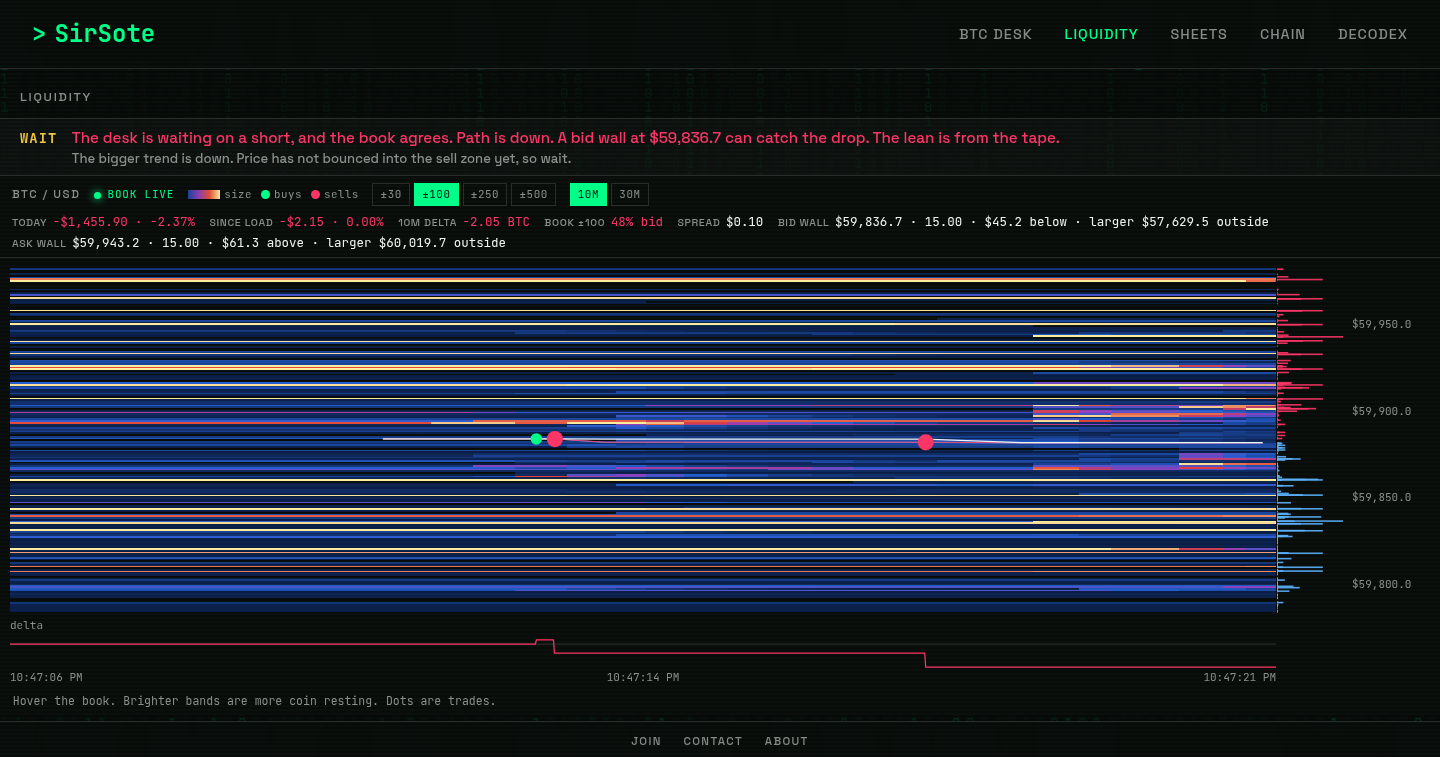 > SirSote
BTC DESK LIQUIDITY SHEETS CHAIN DECODEX
LIQUIDITY
WAIT The desk is waiting on a short, and the book agrees. Path is down. A bid wall at $59,836.7 can catch the drop. The lean is from the tape.
The bigger trend is down. Price has not bounced into the sell zone yet, so wait.
BTC / USD BOOK LIVE size buys sells ±30 ±100 ±250 ±500 10M 30M
TODAY -$1,455.90 · -2.37% SINCE LOAD -$2.15 · 0.00% 10M DELTA -2.05 BTC BOOK ±100 48% bid SPREAD $0.10 BID WALL $59,836.7 · 15.00 · $45.2 below · larger $57,629.5 outside
ASK WALL $59,943.2 · 15.00 · $61.3 above · larger $60,019.7 outside
$59,950.0
$59,900.0
$59,850.0
$59,800.0
delta
10:47:06 PM 10:47:14 PM 10:47:21 PM
Hover the book. Brighter bands are more coin resting. Dots are trades.
JOIN CONTACT ABOUT